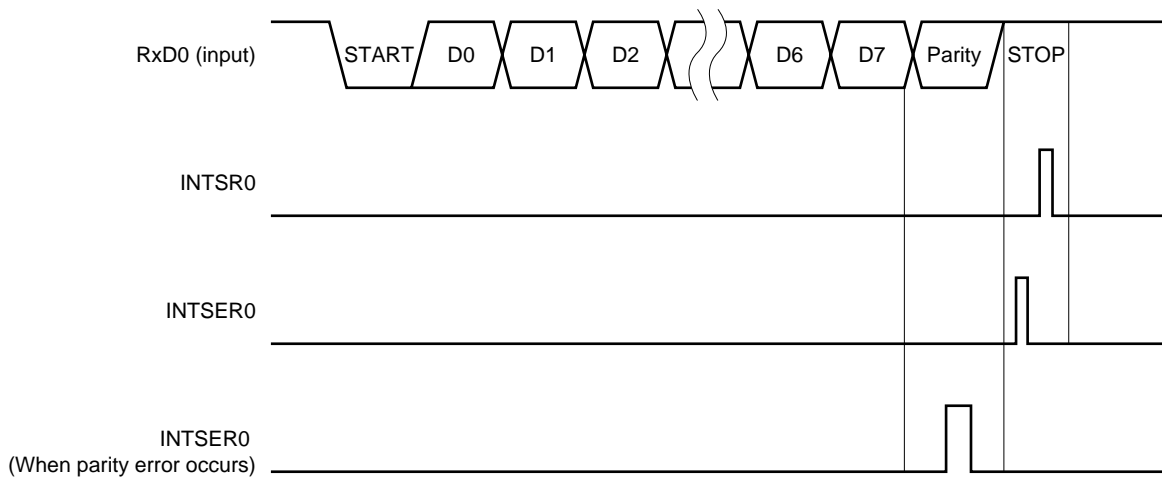 RxD0 (input)
START D0 D1 D2 D6 D7 Parity STOP
INTSR0
INTSER0
INTSER0
(When parity error occurs)